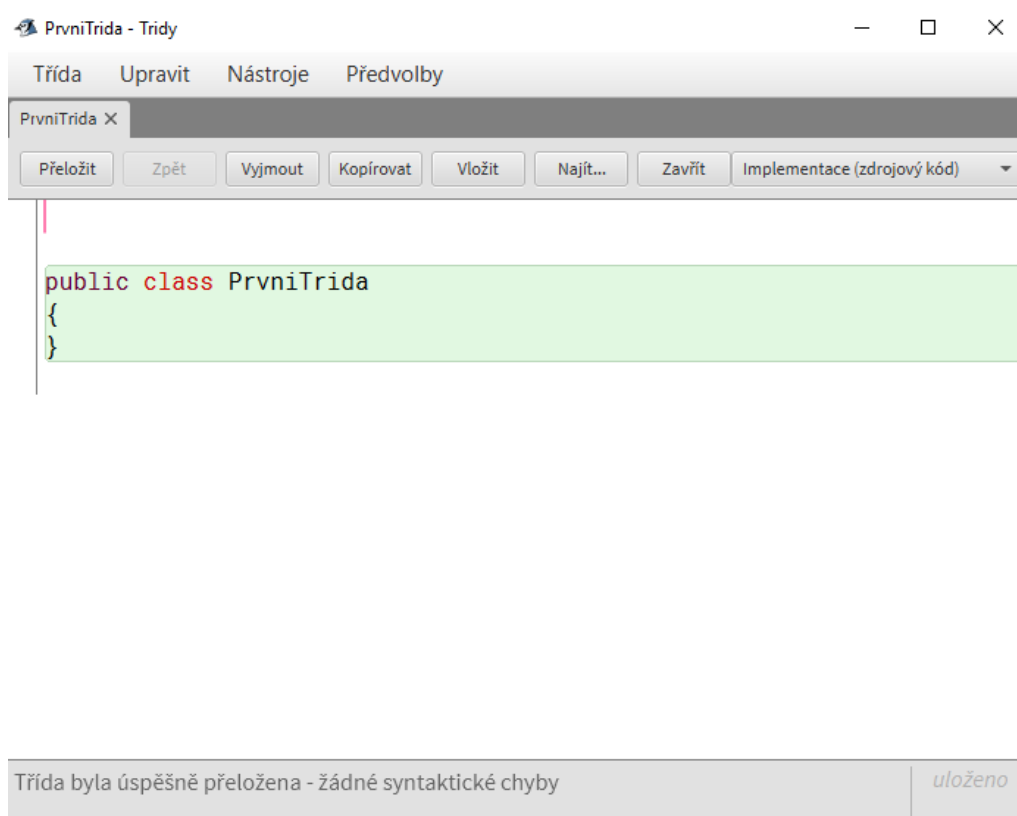 PrvniTrida - Tridy
Třída Upravit Nástroje Předvolby
PrvniTrida
Přeložit Zpět Vyjmout Kopírovat Vložit Najít... Zavřít Implementace (zdrojový kód)
public class PrvniTrida
{
}
Třída byla úspěšně přeložena - žádné syntaktické chyby uloženo